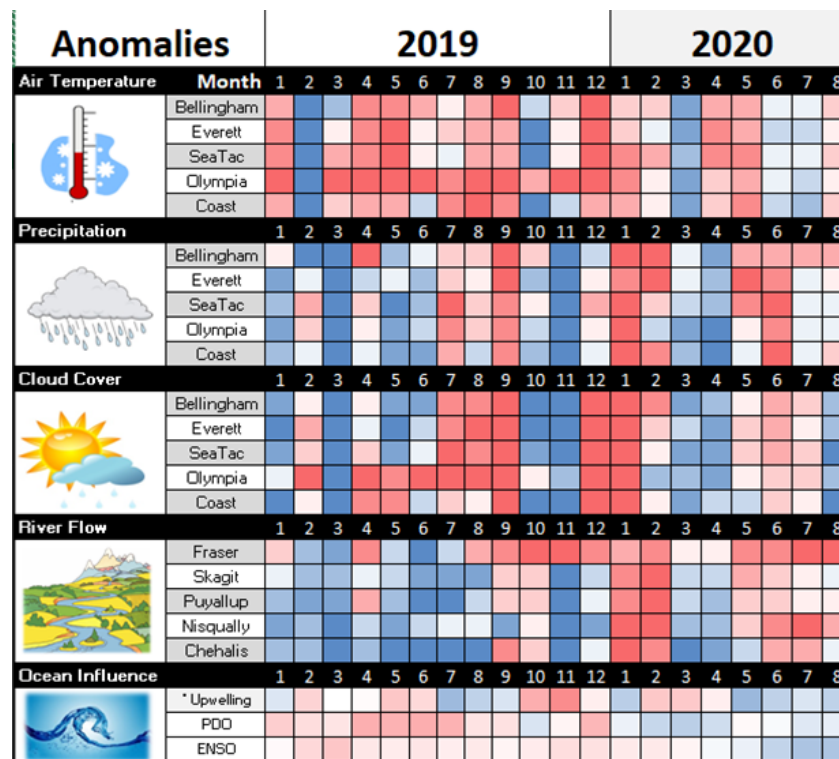 Anomalies 2019 2020
Air Temperature Month 1 2 3 4 5 6 7 8 9 10 11 12 1 2 3 4 5 6 7 8
Bellingham
Everett
SeaTac
Olympia
Coast
Precipitation 1 2 3 4 5 6 7 8 9 10 11 12 1 2 3 4 5 6 7 8
Bellingham
Everett
SeaTac
Olympia
Coast
Cloud Cover 1 2 3 4 5 6 7 8 9 10 11 12 1 2 3 4 5 6 7 8
Bellingham
Everett
SeaTac
Olympia
Coast
River Flow 1 2 3 4 5 6 7 8 9 10 11 12 1 2 3 4 5 6 7 8
Fraser
Skagit
Puyallup
Nisqually
Chehalis
Ocean Influence 1 2 3 4 5 6 7 8 9 10 11 12 1 2 3 4 5 6 7 8
* Upwelling
PDO
ENSO